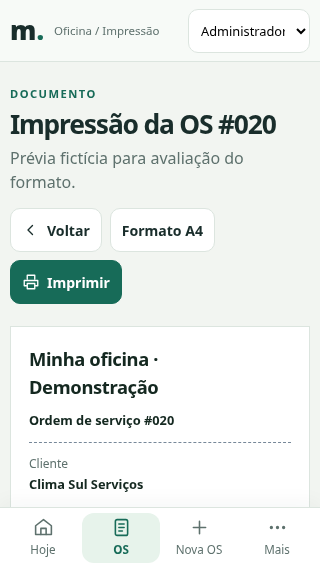 m. Oficina / Impressão Administrador
DOCUMENTO
Impressão da OS #020
Prévia fictícia para avaliação do
formato.
Voltar Formato A4
Imprimir
Minha oficina ·
Demonstração
Ordem de serviço #020
Cliente
Clima Sul Serviços
Hoje OS Nova OS Mais